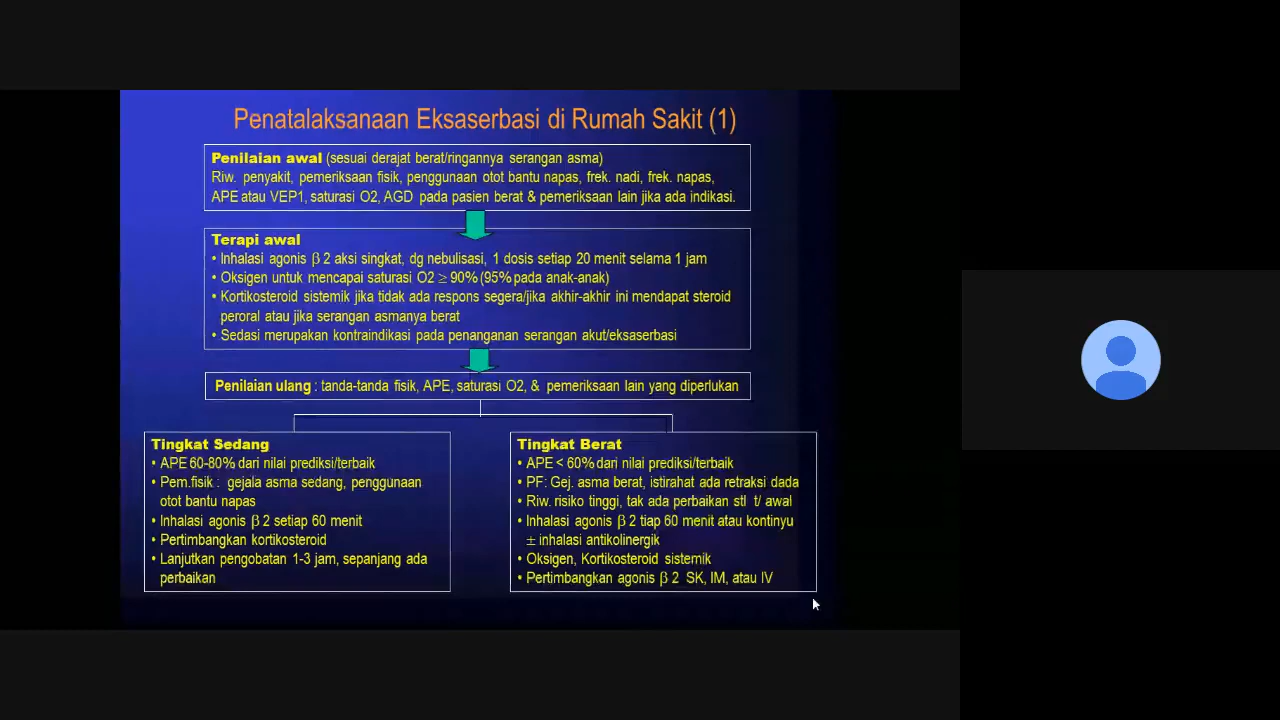 Penatalaksanaan Eksaserbasi di Rumah Sakit (1)
Penilaian awal (sesuai derajat berat/ringannya serangan asma)
Riw. penyakit, pemeriksaan fisik, penggunaan otot bantu napas, frek. nadi, frek. napas,
APE atau VEP1, saturasi O2, AGD pada pasien berat & pemeriksaan lain jika ada indikasi.
Terapi awal
• Inhalasi agonis β 2 aksi singkat, dg nebulisasi, 1 dosis setiap 20 menit selama 1 jam
• Oksigen untuk mencapai saturasi O2 ≥ 90% (95% pada anak-anak)
• Kortikosteroid sistemik jika tidak ada respons segera/jika akhir-akhir ini mendapat steroid
peroral atau jika serangan asmanya berat
• Sedasi merupakan kontraindikasi pada penanganan serangan akut/eksaserbasi
Penilaian ulang : tanda-tanda fisik, APE, saturasi O2, & pemeriksaan lain yang diperlukan
Tingkat Sedang
• APE 60-80% dari nilai prediksi/terbaik
• Pem.fisik : gejala asma sedang, penggunaan
otot bantu napas
• Inhalasi agonis β 2 setiap 60 menit
• Pertimbangkan kortikosteroid
• Lanjutkan pengobatan 1-3 jam, sepanjang ada
perbaikan
Tingkat Berat
• APE < 60% dari nilai prediksi/terbaik
• PF: Gej. asma berat, istirahat ada retraksi dada
• Riw. risiko tinggi, tak ada perbaikan stl t/ awal
• Inhalasi agonis β 2 tiap 60 menit atau kontinyu
± inhalasi antikolinergik
• Oksigen, Kortikosteroid sistemik
• Pertimbangkan agonis β 2 SK, IM, atau IV